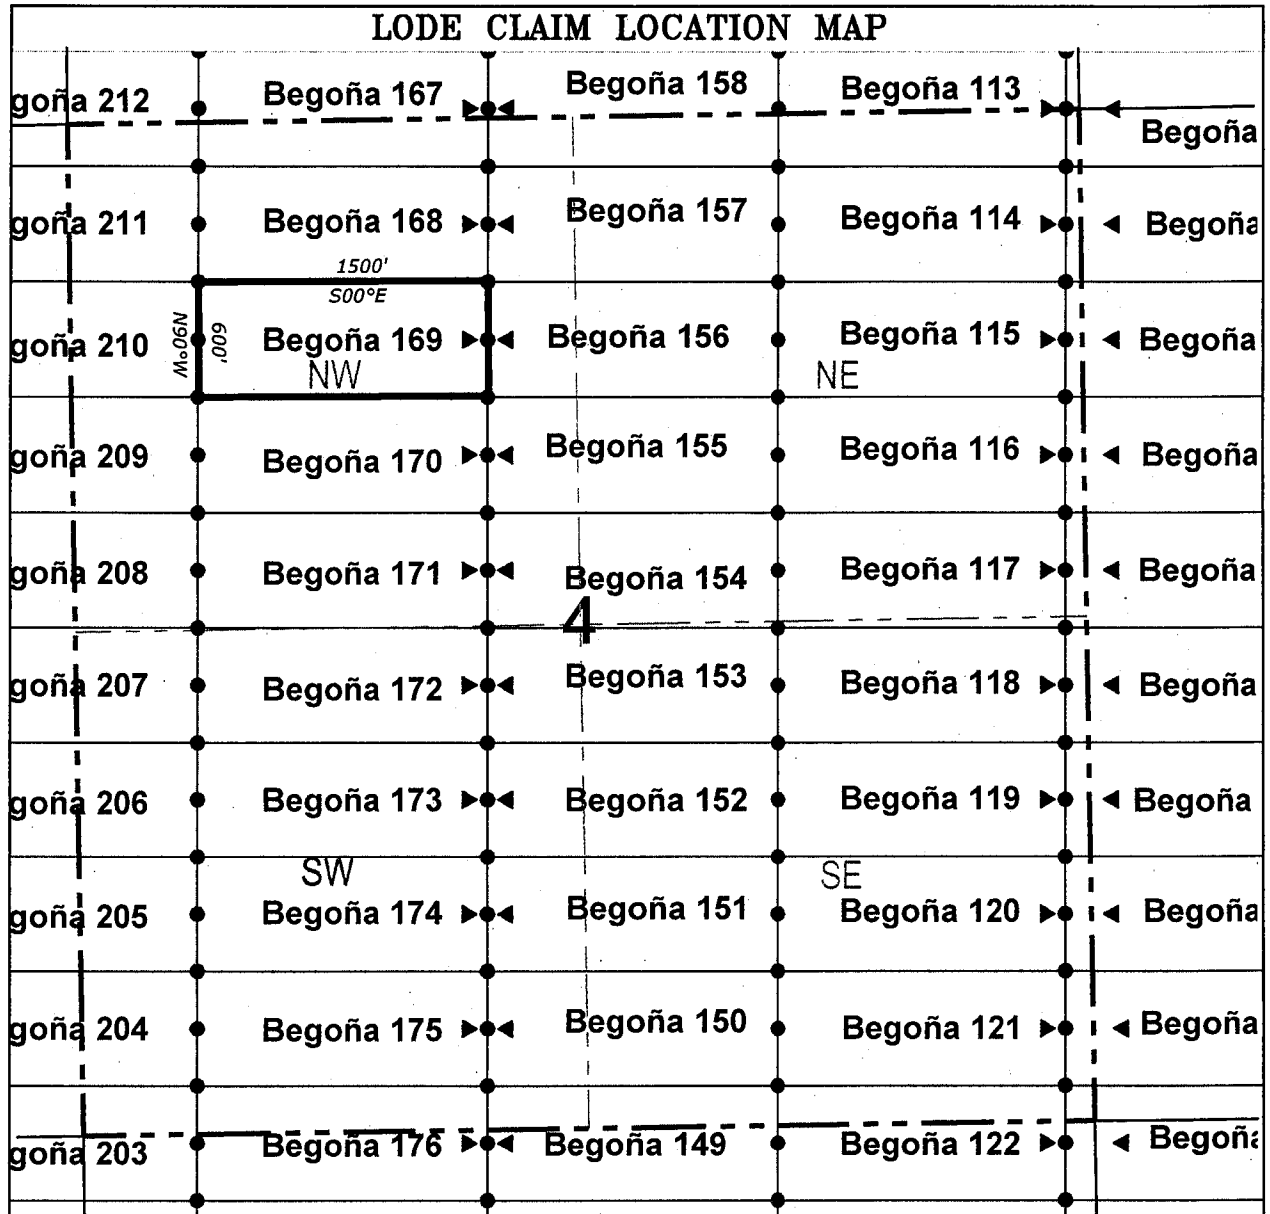 LODE CLAIM LOCATION MAP
goña 212 Begoña 167 Begoña 158 Begoña 113
Begoña
goña 211 Begoña 168 Begoña 157 Begoña 114 Begoña
1500'
S00°E
N90°W 600'
goña 210 Begoña 169 Begoña 156 Begoña 115 Begoña
NW NE
goña 209 Begoña 170 Begoña 155 Begoña 116 Begoña
goña 208 Begoña 171 Begoña 154 Begoña 117 Begoña
4
goña 207 Begoña 172 Begoña 153 Begoña 118 Begoña
goña 206 Begoña 173 Begoña 152 Begoña 119 Begoña
SW SE
goña 205 Begoña 174 Begoña 151 Begoña 120 Begoña
goña 204 Begoña 175 Begoña 150 Begoña 121 Begoña
goña 203 Begoña 176 Begoña 149 Begoña 122 Begoña